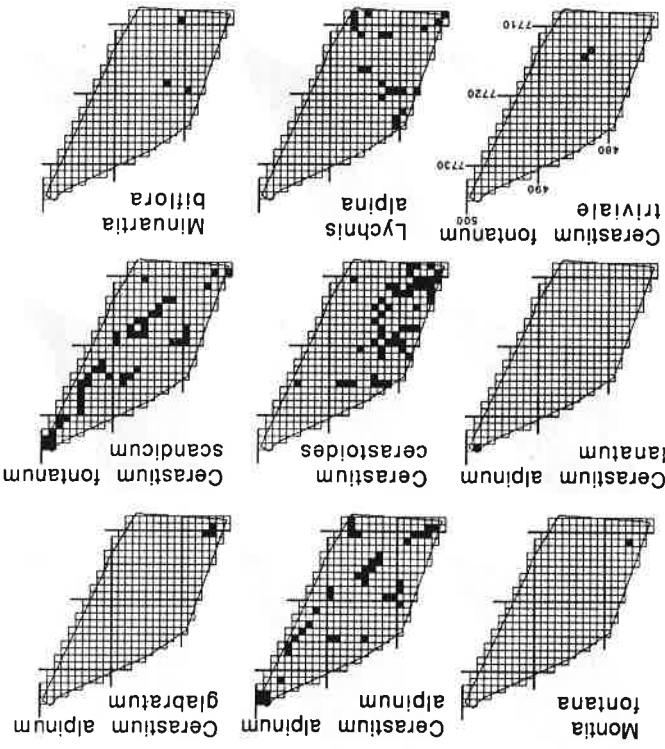 Montia
fontana
Cerastium alpinum
alpinum
Cerastium alpinum
glabratum
Cerastium alpinum
lanatum
Cerastium
cerastoides
Cerastium fontanum
scandicum
Cerastium fontanum
triviale
500
7730
490
7720
480
7710
Lychnis
alpina
Minuartia
biflora